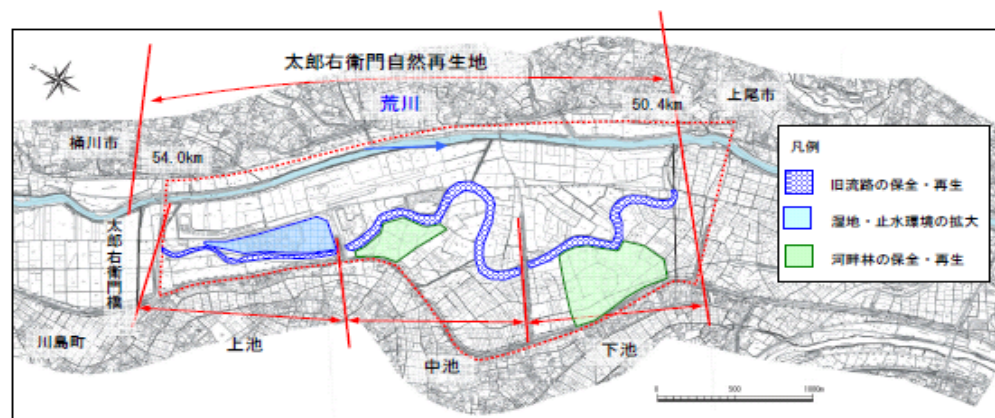 太郎右衛門自然再生地
荒川
50.4km
上尾市
桶川市
54.0km
凡例
旧流路の保全・再生
湿地・止水環境の拡大
河畔林の保全・再生
太郎右衛門橋
川島町
上池
中池
下池
0 500 1000m